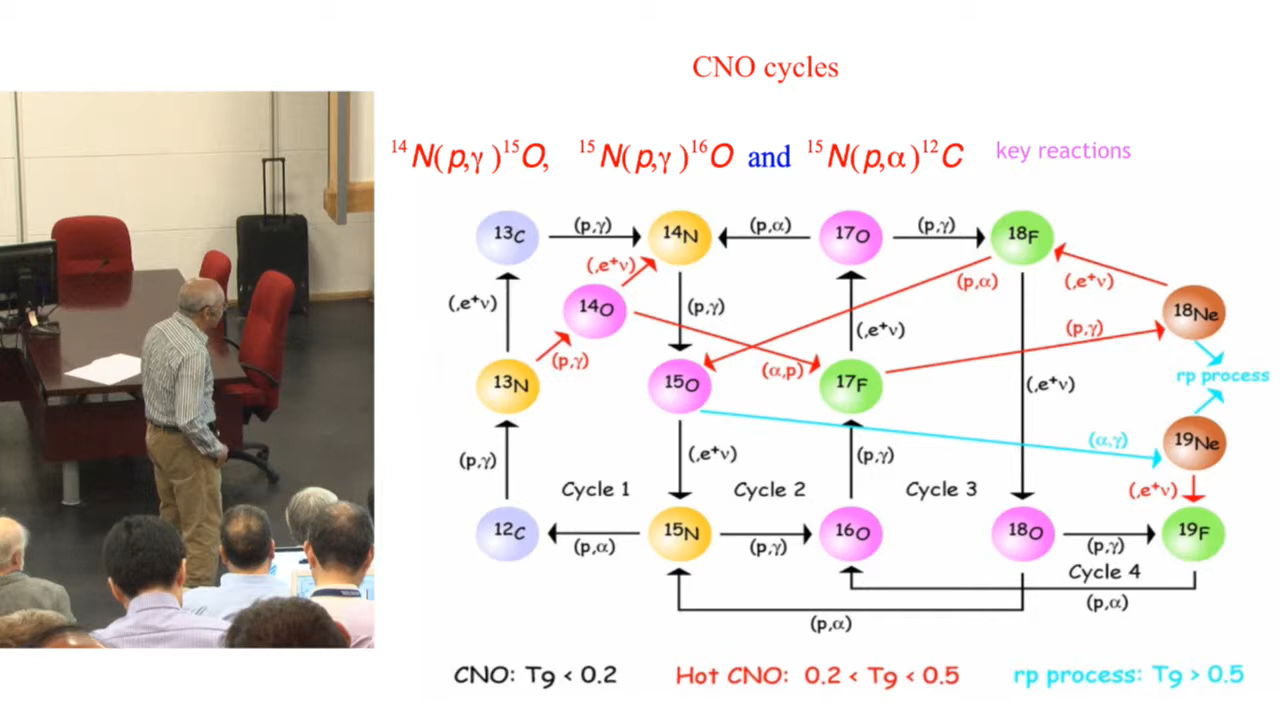 CNO cycles
¹⁴N(p,γ)¹⁵O, ¹⁵N(p,γ)¹⁶O and ¹⁵N(p,α)¹²C key reactions
¹³C (p,γ) ¹⁴N (p,α) ¹⁷O (p,γ) ¹⁸F
(,e⁺ν) (p,α) (,e⁺ν)
(,e⁺ν) ¹⁴O (p,γ) ¹⁸Ne
(p,γ) (α,p) (,e⁺ν) (p,γ)
¹³N ¹⁵O ¹⁷F (,e⁺ν) rp process
(α,γ) ¹⁹Ne
(p,γ) (,e⁺ν) (p,γ)
Cycle 1 Cycle 2 Cycle 3 (,e⁺ν)
¹²C (p,α) ¹⁵N (p,γ) ¹⁶O ¹⁸O (p,γ) ¹⁹F
Cycle 4
(p,α)
(p,α)
CNO: T9 < 0.2 Hot CNO: 0.2 < T9 < 0.5 rp process: T9 > 0.5